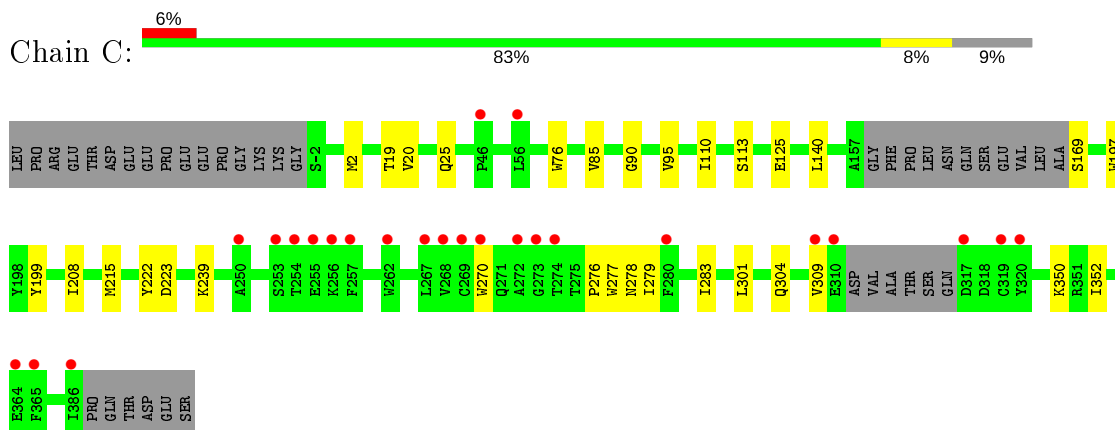 6%
Chain C:
83% 8% 9%
LEU PRO ARG GLU THR ASP GLU GLU PRO GLU GLU PRO GLY LYS LYS GLY S-2 M2 T19 V20 Q25 P46 L56 W76 V85 G90 V95 I110 S113 E125 L140 A157 GLY PHE PRO LEU ASN GLN SER GLU VAL LEU ALA S169 W197
Y198 Y199 I208 M215 Y222 D223 K239 A250 S253 T254 E255 K256 F257 W262 L267 V268 C269 W270 Q271 A272 G273 T274 T275 P276 W277 N278 I279 F280 I283 L301 Q304 V309 E310 ASP VAL ALA THR SER GLN D317 D318 C319 Y320 K350 R351 I352
E364 F365 I386 PRO GLN THR ASP GLU SER